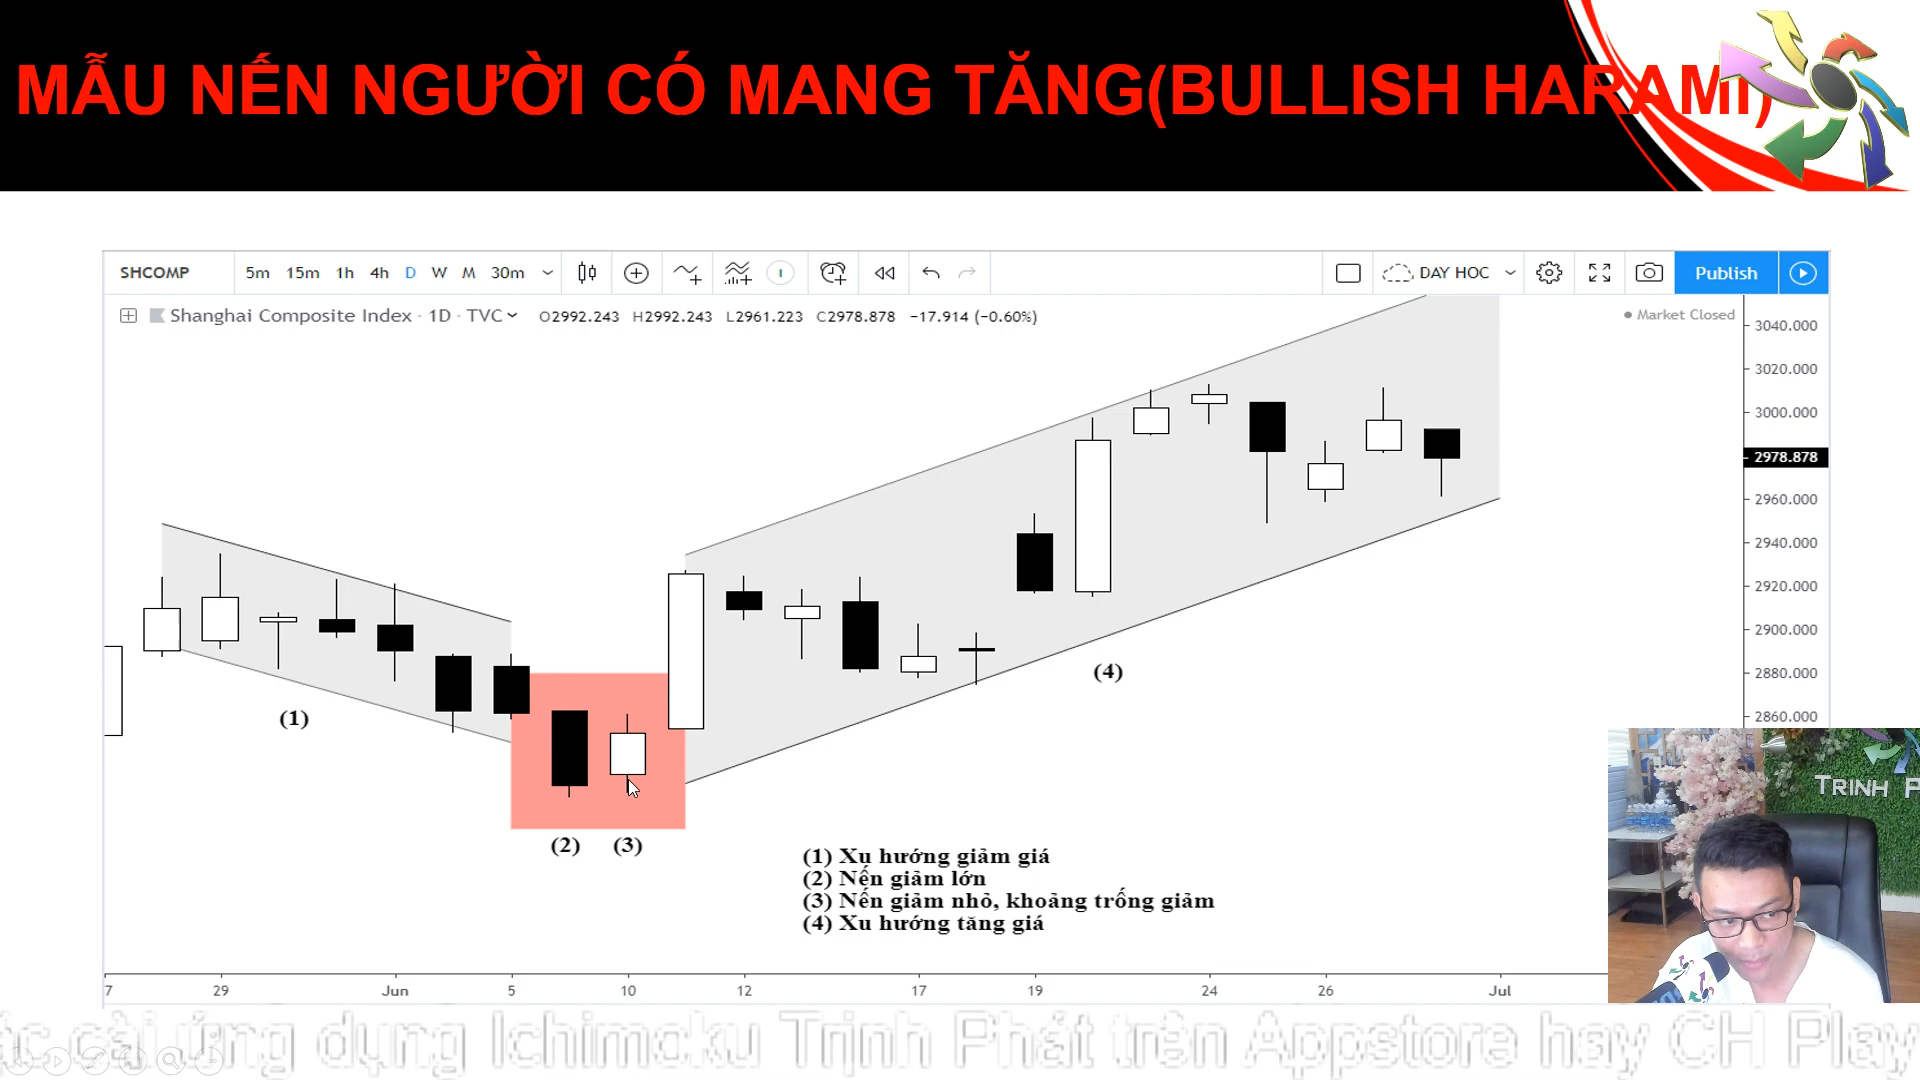 MẪU NẾN NGƯỜI CÓ MANG TĂNG(BULLISH HARAMI)
SHCOMP 5m 15m 1h 4h D W M 30m DAY HOC Publish
Shanghai Composite Index · 1D · TVC O2992.243 H2992.243 L2961.223 C2978.878 −17.914 (−0.60%)
Market Closed
3040.000
3020.000
3000.000
2978.878
2960.000
2940.000
2920.000
2900.000
2880.000
2860.000
(1)
(2)
(3)
(4)
TRINH P
(1) Xu hướng giảm giá
(2) Nến giảm lớn
(3) Nến giảm nhỏ, khoảng trống giảm
(4) Xu hướng tăng giá
7 29 Jun 5 10 12 17 19 24 26 Jul
cài ứng dụng Ichimoku Trịnh Phát trên Appstore hay CH Play